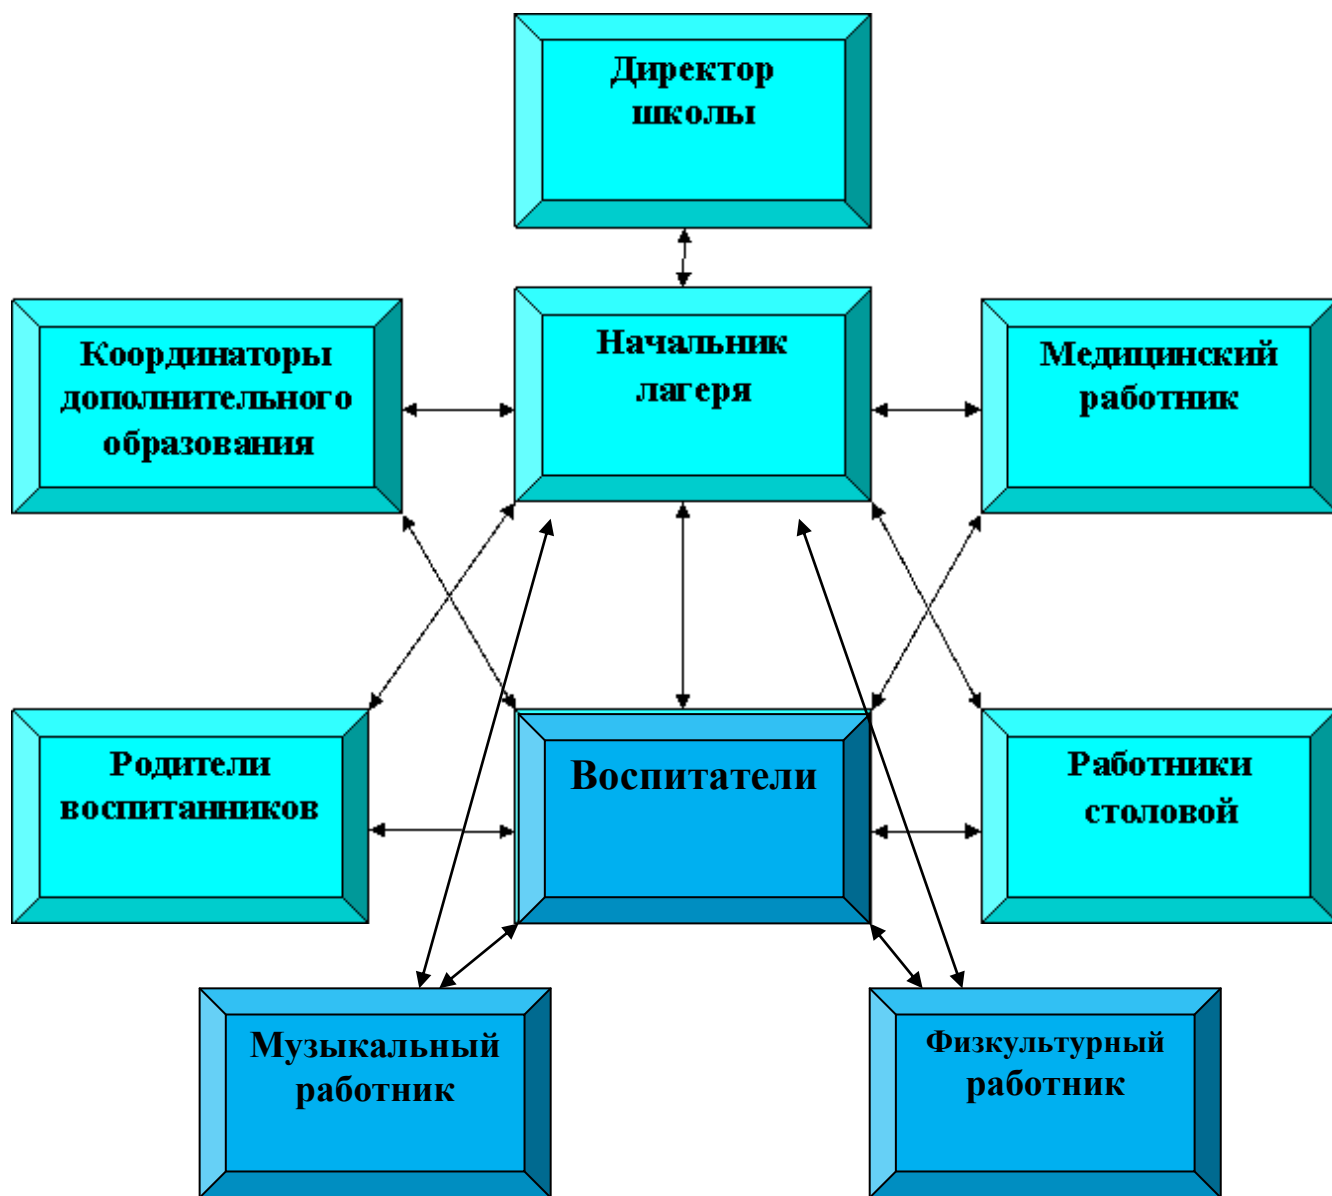 Директор
школы
Координаторы
дополнительного
образования
Начальник
лагеря
Медицинский
работник
Родители
воспитанников
Воспитатели
Работники
столовой
Музыкальный
работник
Физкультурный
работник